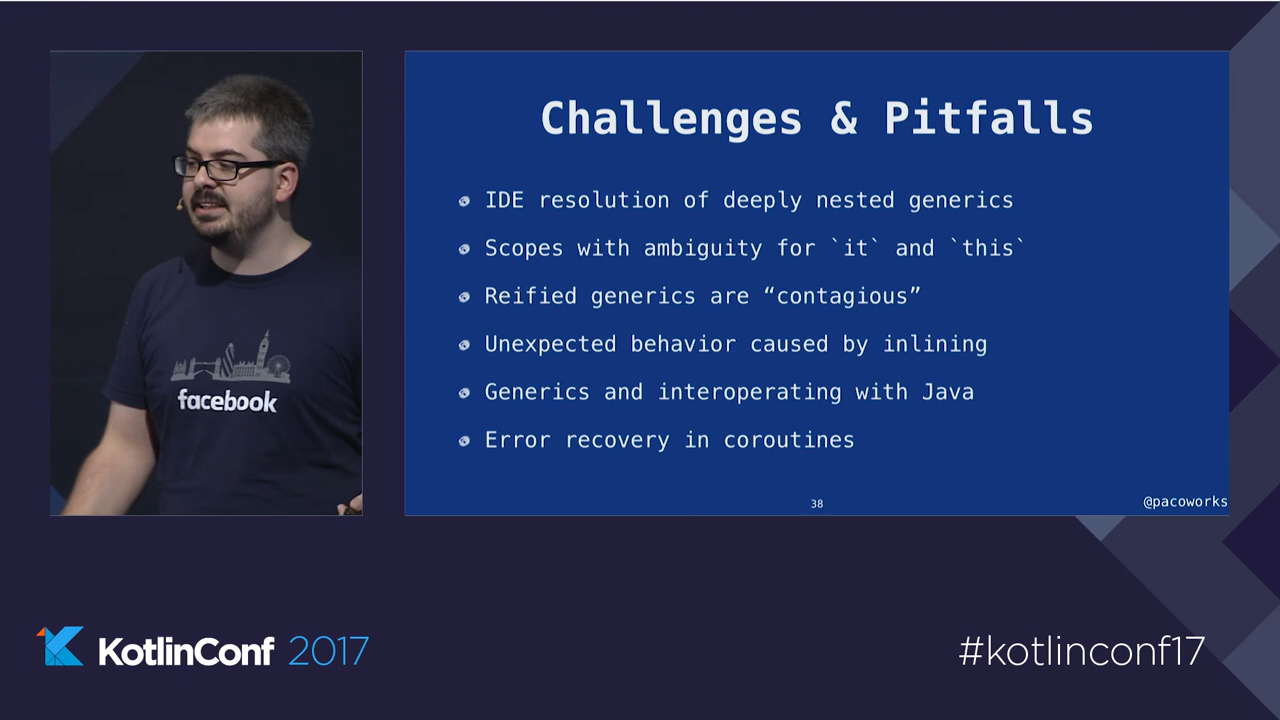 facebook
Challenges & Pitfalls
IDE resolution of deeply nested generics
Scopes with ambiguity for `it` and `this`
Reified generics are “contagious”
Unexpected behavior caused by inlining
Generics and interoperating with Java
Error recovery in coroutines
38
@pacoworks
KotlinConf 2017
#kotlinconf17